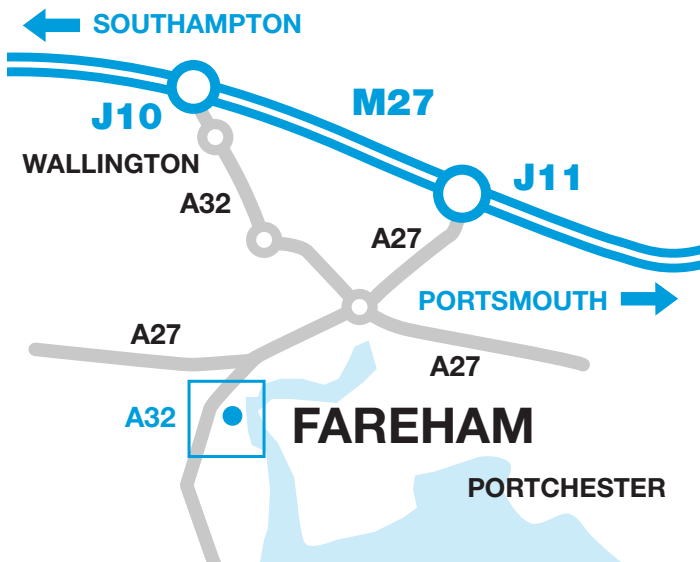 SOUTHAMPTON
M27
J10
WALLINGTON
J11
A32
A27
PORTSMOUTH
A27
A27
A32
FAREHAM
PORTCHESTER